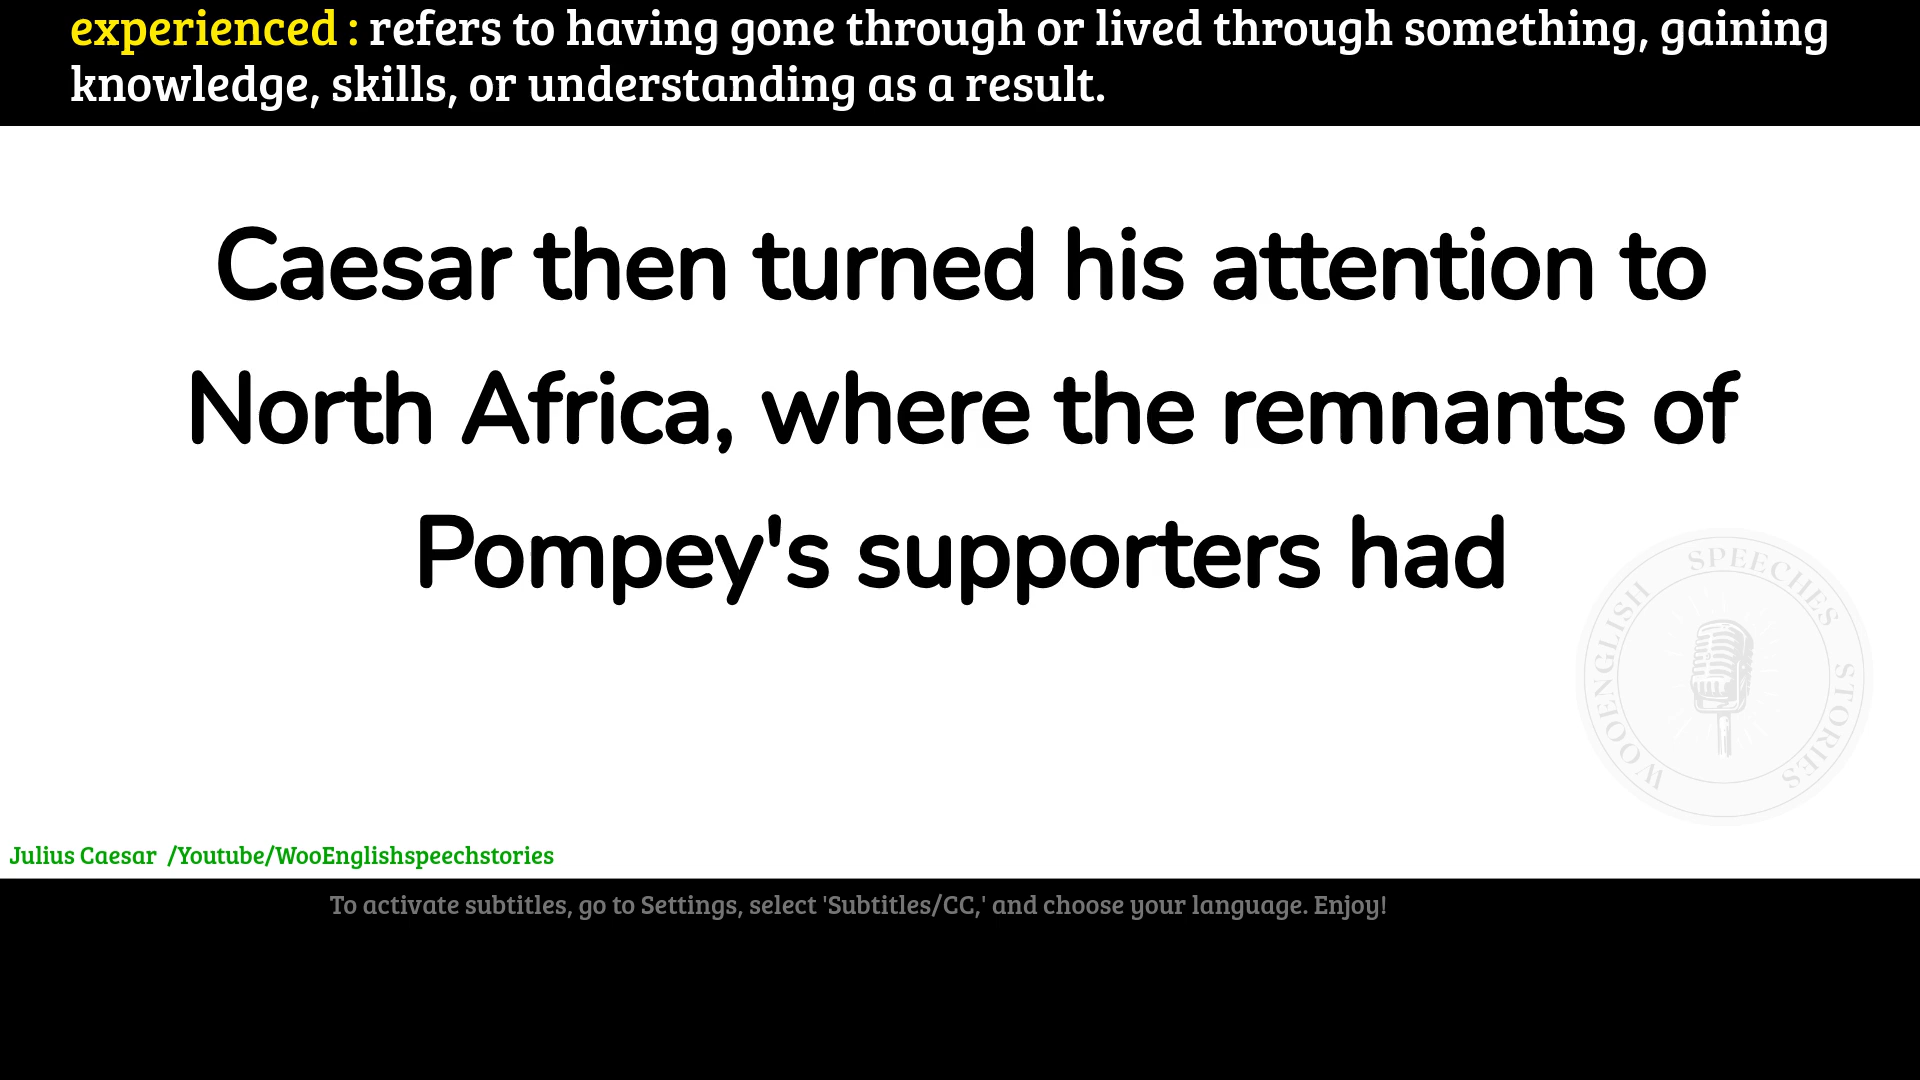 experienced : refers to having gone through or lived through something, gaining
knowledge, skills, or understanding as a result.
Caesar then turned his attention to
North Africa, where the remnants of
Pompey's supporters had
WOOENGLISH SPEECHES STORIES
Julius Caesar /Youtube/WooEnglishspeechstories
To activate subtitles, go to Settings, select 'Subtitles/CC,' and choose your language. Enjoy!